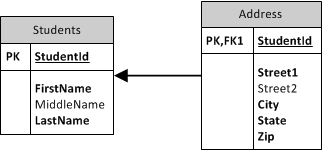 Students
PK StudentId
FirstName
MiddleName
LastName
Address
PK,FK1 StudentId
Street1
Street2
City
State
Zip